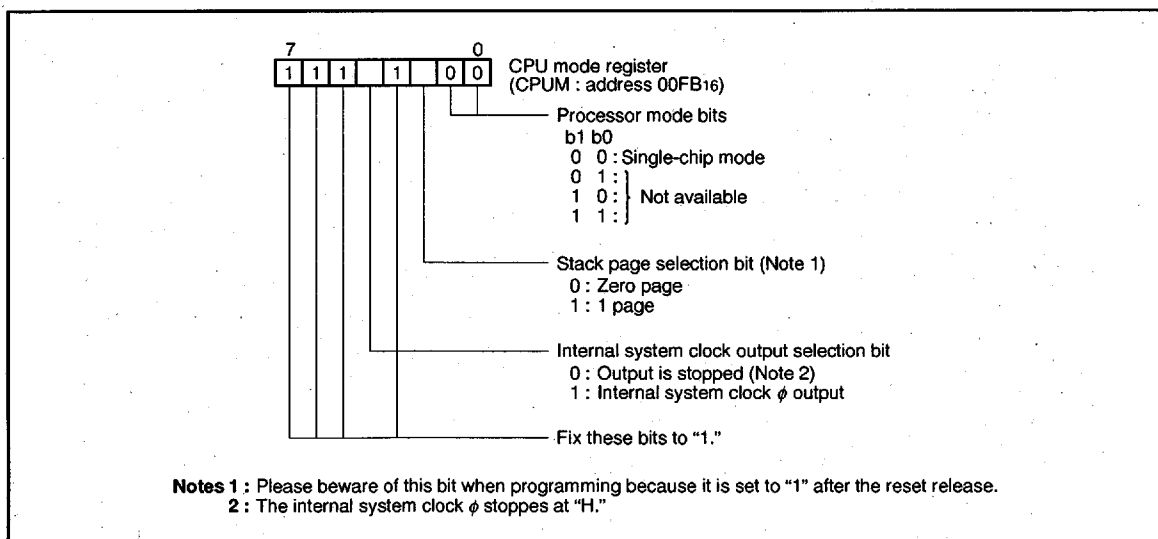 7 0
1 1 1 1 0 0 CPU mode register
(CPUM : address 00FB16)
Processor mode bits
b1 b0
0 0 : Single-chip mode
0 1 :
1 0 : Not available
1 1 :
Stack page selection bit (Note 1)
0 : Zero page
1 : 1 page
Internal system clock output selection bit
0 : Output is stopped (Note 2)
1 : Internal system clock ϕ output
Fix these bits to “1.”
Notes 1 : Please beware of this bit when programming because it is set to “1” after the reset release.
2 : The internal system clock ϕ stoppes at “H.”